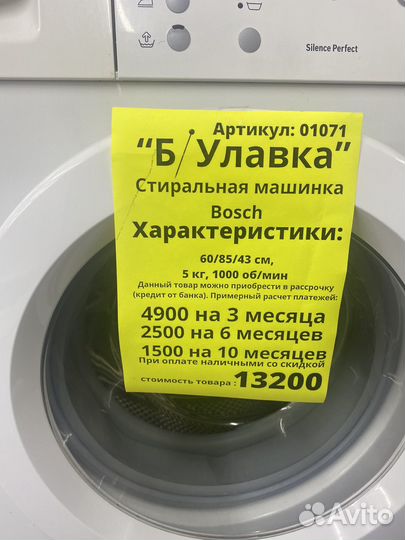 Silence Perfect
Артикул: 01071
“Б/Улавка”
Стиральная машинка
Bosch
Характеристики:
60/85/43 см,
5 кг, 1000 об/мин
Данный товар можно приобрести в рассрочку
(кредит от банка). Примерный расчет платежей:
4900 на 3 месяца
2500 на 6 месяцев
1500 на 10 месяцев
При оплате наличными со скидкой
стоимость товара : 13200
Avito